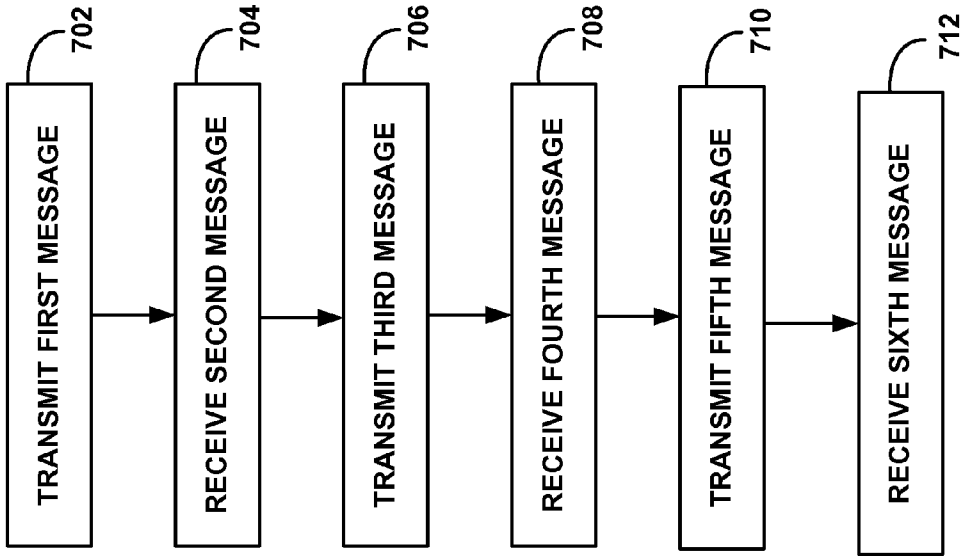 TRANSMIT FIRST MESSAGE
702
RECEIVE SECOND MESSAGE
704
TRANSMIT THIRD MESSAGE
706
RECEIVE FOURTH MESSAGE
708
TRANSMIT FIFTH MESSAGE
710
RECEIVE SIXTH MESSAGE
712